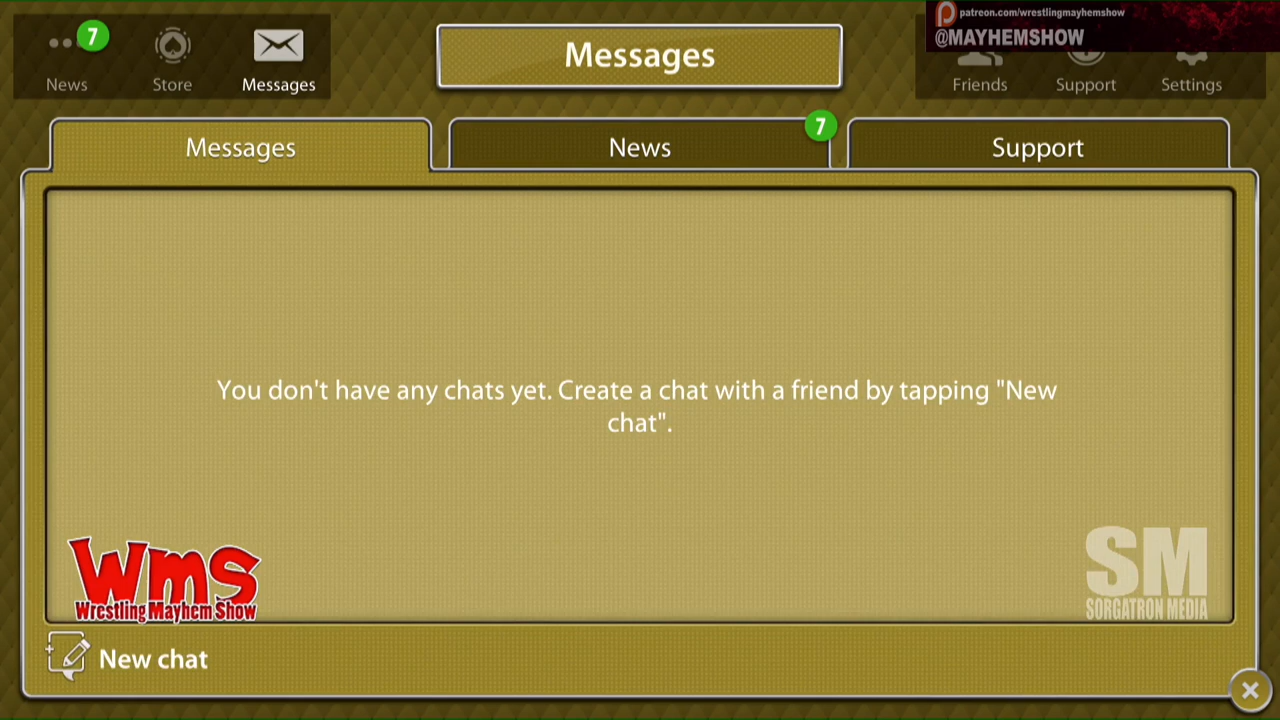 7
News
Store
Messages
Messages
patreon.com/wrestlingmayhemshow
@MAYHEMSHOW
Friends
Support
Settings
Messages
News
7
Support
You don't have any chats yet. Create a chat with a friend by tapping "New
chat".
WMS
Wrestling Mayhem Show
SM
SORGATRON MEDIA
New chat